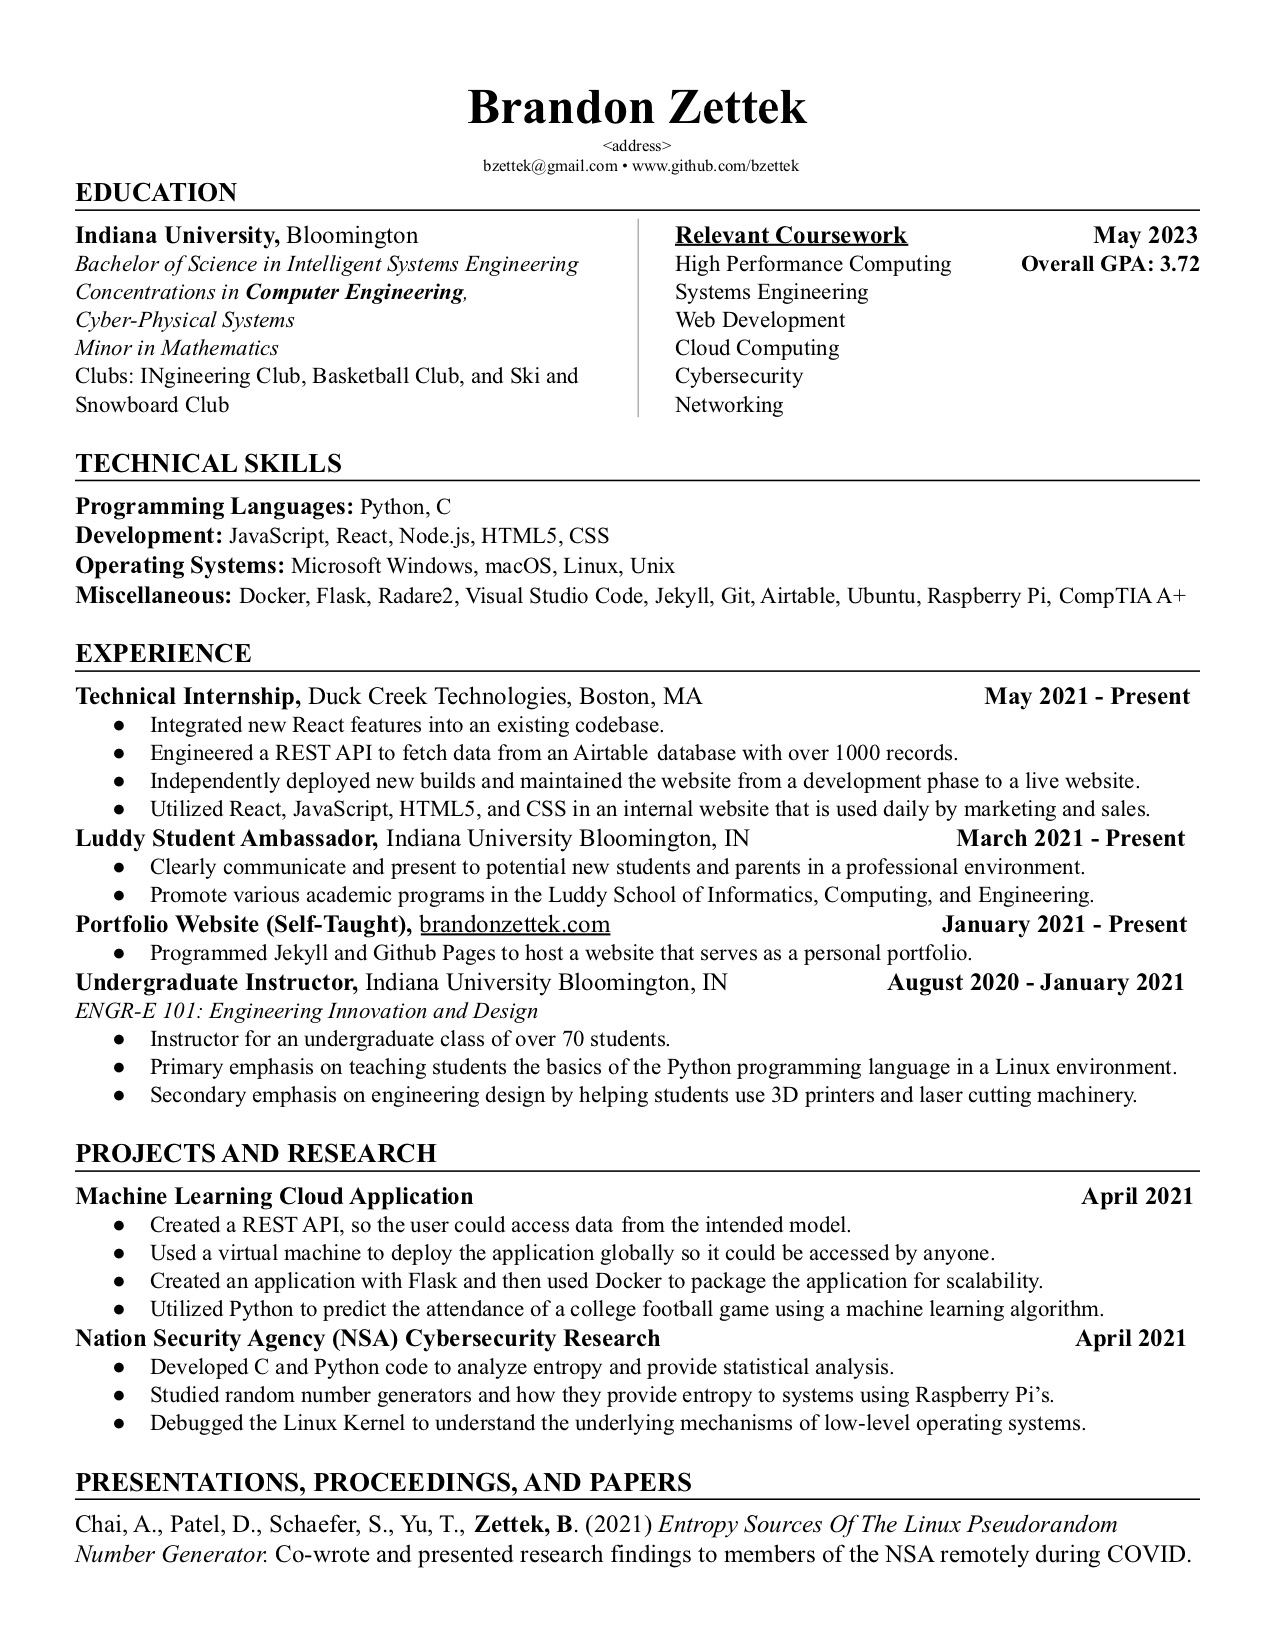 Brandon Zettek
<address>
bzettek@gmail.com • www.github.com/bzettek
EDUCATION
Indiana University, Bloomington
Bachelor of Science in Intelligent Systems Engineering
Concentrations in Computer Engineering,
Cyber-Physical Systems
Minor in Mathematics
Clubs: INgineering Club, Basketball Club, and Ski and
Snowboard Club
Relevant Coursework May 2023
High Performance Computing Overall GPA: 3.72
Systems Engineering
Web Development
Cloud Computing
Cybersecurity
Networking
TECHNICAL SKILLS
Programming Languages: Python, C
Development: JavaScript, React, Node.js, HTML5, CSS
Operating Systems: Microsoft Windows, macOS, Linux, Unix
Miscellaneous: Docker, Flask, Radare2, Visual Studio Code, Jekyll, Git, Airtable, Ubuntu, Raspberry Pi, CompTIA A+
EXPERIENCE
Technical Internship, Duck Creek Technologies, Boston, MA May 2021 - Present
● Integrated new React features into an existing codebase.
● Engineered a REST API to fetch data from an Airtable database with over 1000 records.
● Independently deployed new builds and maintained the website from a development phase to a live website.
● Utilized React, JavaScript, HTML5, and CSS in an internal website that is used daily by marketing and sales.
Luddy Student Ambassador, Indiana University Bloomington, IN March 2021 - Present
● Clearly communicate and present to potential new students and parents in a professional environment.
● Promote various academic programs in the Luddy School of Informatics, Computing, and Engineering.
Portfolio Website (Self-Taught), brandonzettek.com January 2021 - Present
● Programmed Jekyll and Github Pages to host a website that serves as a personal portfolio.
Undergraduate Instructor, Indiana University Bloomington, IN August 2020 - January 2021
ENGR-E 101: Engineering Innovation and Design
● Instructor for an undergraduate class of over 70 students.
● Primary emphasis on teaching students the basics of the Python programming language in a Linux environment.
● Secondary emphasis on engineering design by helping students use 3D printers and laser cutting machinery.
PROJECTS AND RESEARCH
Machine Learning Cloud Application April 2021
● Created a REST API, so the user could access data from the intended model.
● Used a virtual machine to deploy the application globally so it could be accessed by anyone.
● Created an application with Flask and then used Docker to package the application for scalability.
● Utilized Python to predict the attendance of a college football game using a machine learning algorithm.
Nation Security Agency (NSA) Cybersecurity Research April 2021
● Developed C and Python code to analyze entropy and provide statistical analysis.
● Studied random number generators and how they provide entropy to systems using Raspberry Pi’s.
● Debugged the Linux Kernel to understand the underlying mechanisms of low-level operating systems.
PRESENTATIONS, PROCEEDINGS, AND PAPERS
Chai, A., Patel, D., Schaefer, S., Yu, T., Zettek, B. (2021) Entropy Sources Of The Linux Pseudorandom
Number Generator. Co-wrote and presented research findings to members of the NSA remotely during COVID.